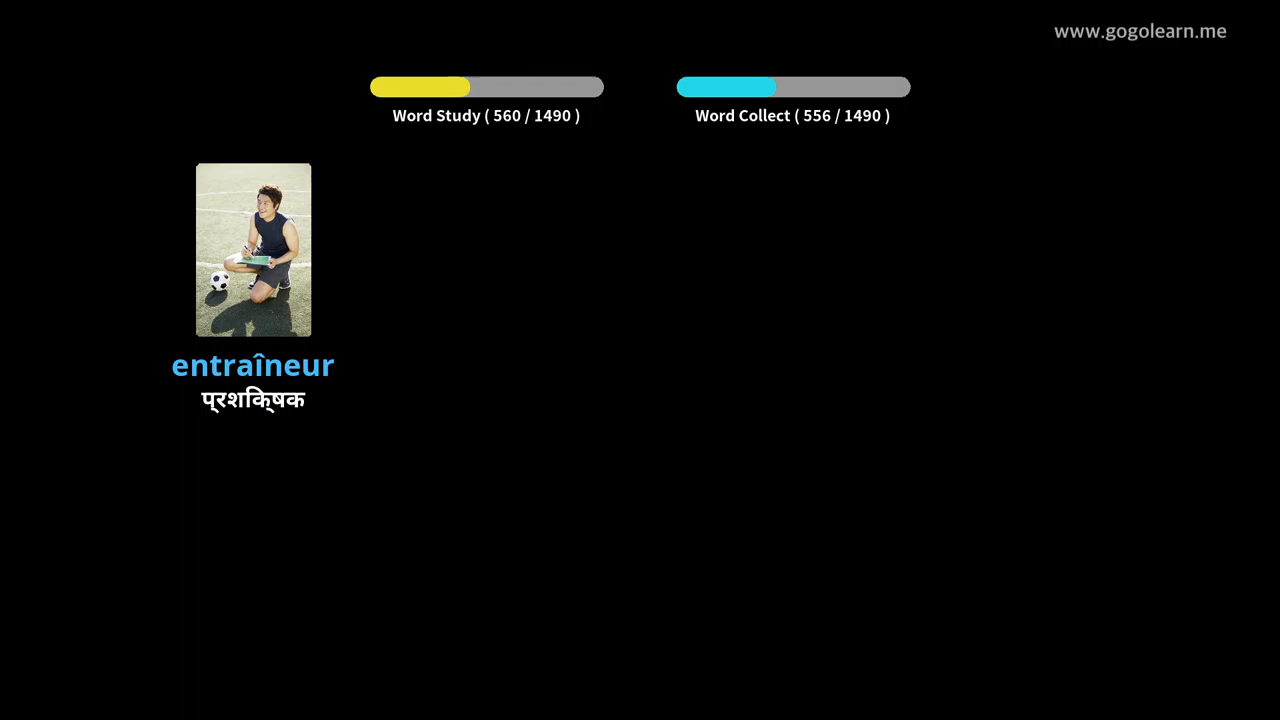 www.gogolearn.me
Word Study ( 560 / 1490 )
Word Collect ( 556 / 1490 )
entraîneur
प्रशिक्षक